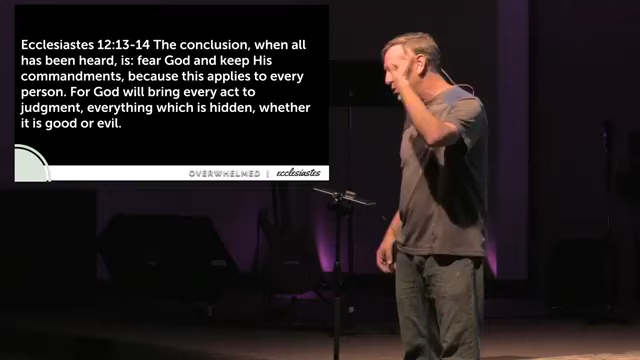 Ecclesiastes 12:13-14 The conclusion, when all
has been heard, is: fear God and keep His
commandments, because this applies to every
person. For God will bring every act to
judgment, everything which is hidden, whether
it is good or evil.
OVERWHELMED | ecclesiastes